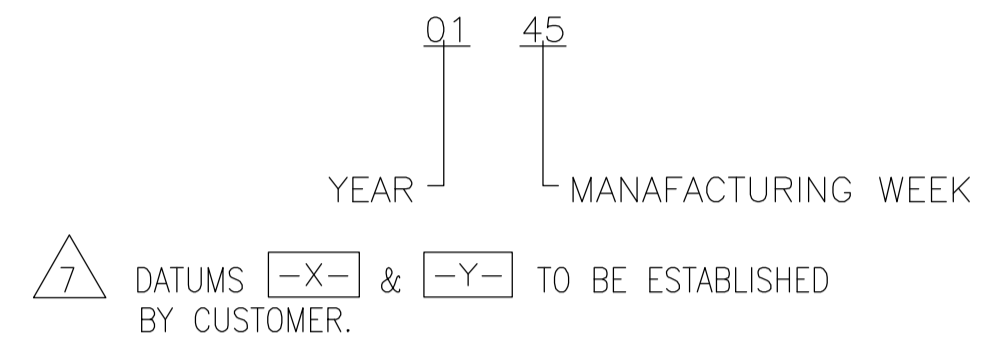 01 45
YEAR MANAFACTURING WEEK
7 DATUMS -X- & -Y- TO BE ESTABLISHED
BY CUSTOMER.